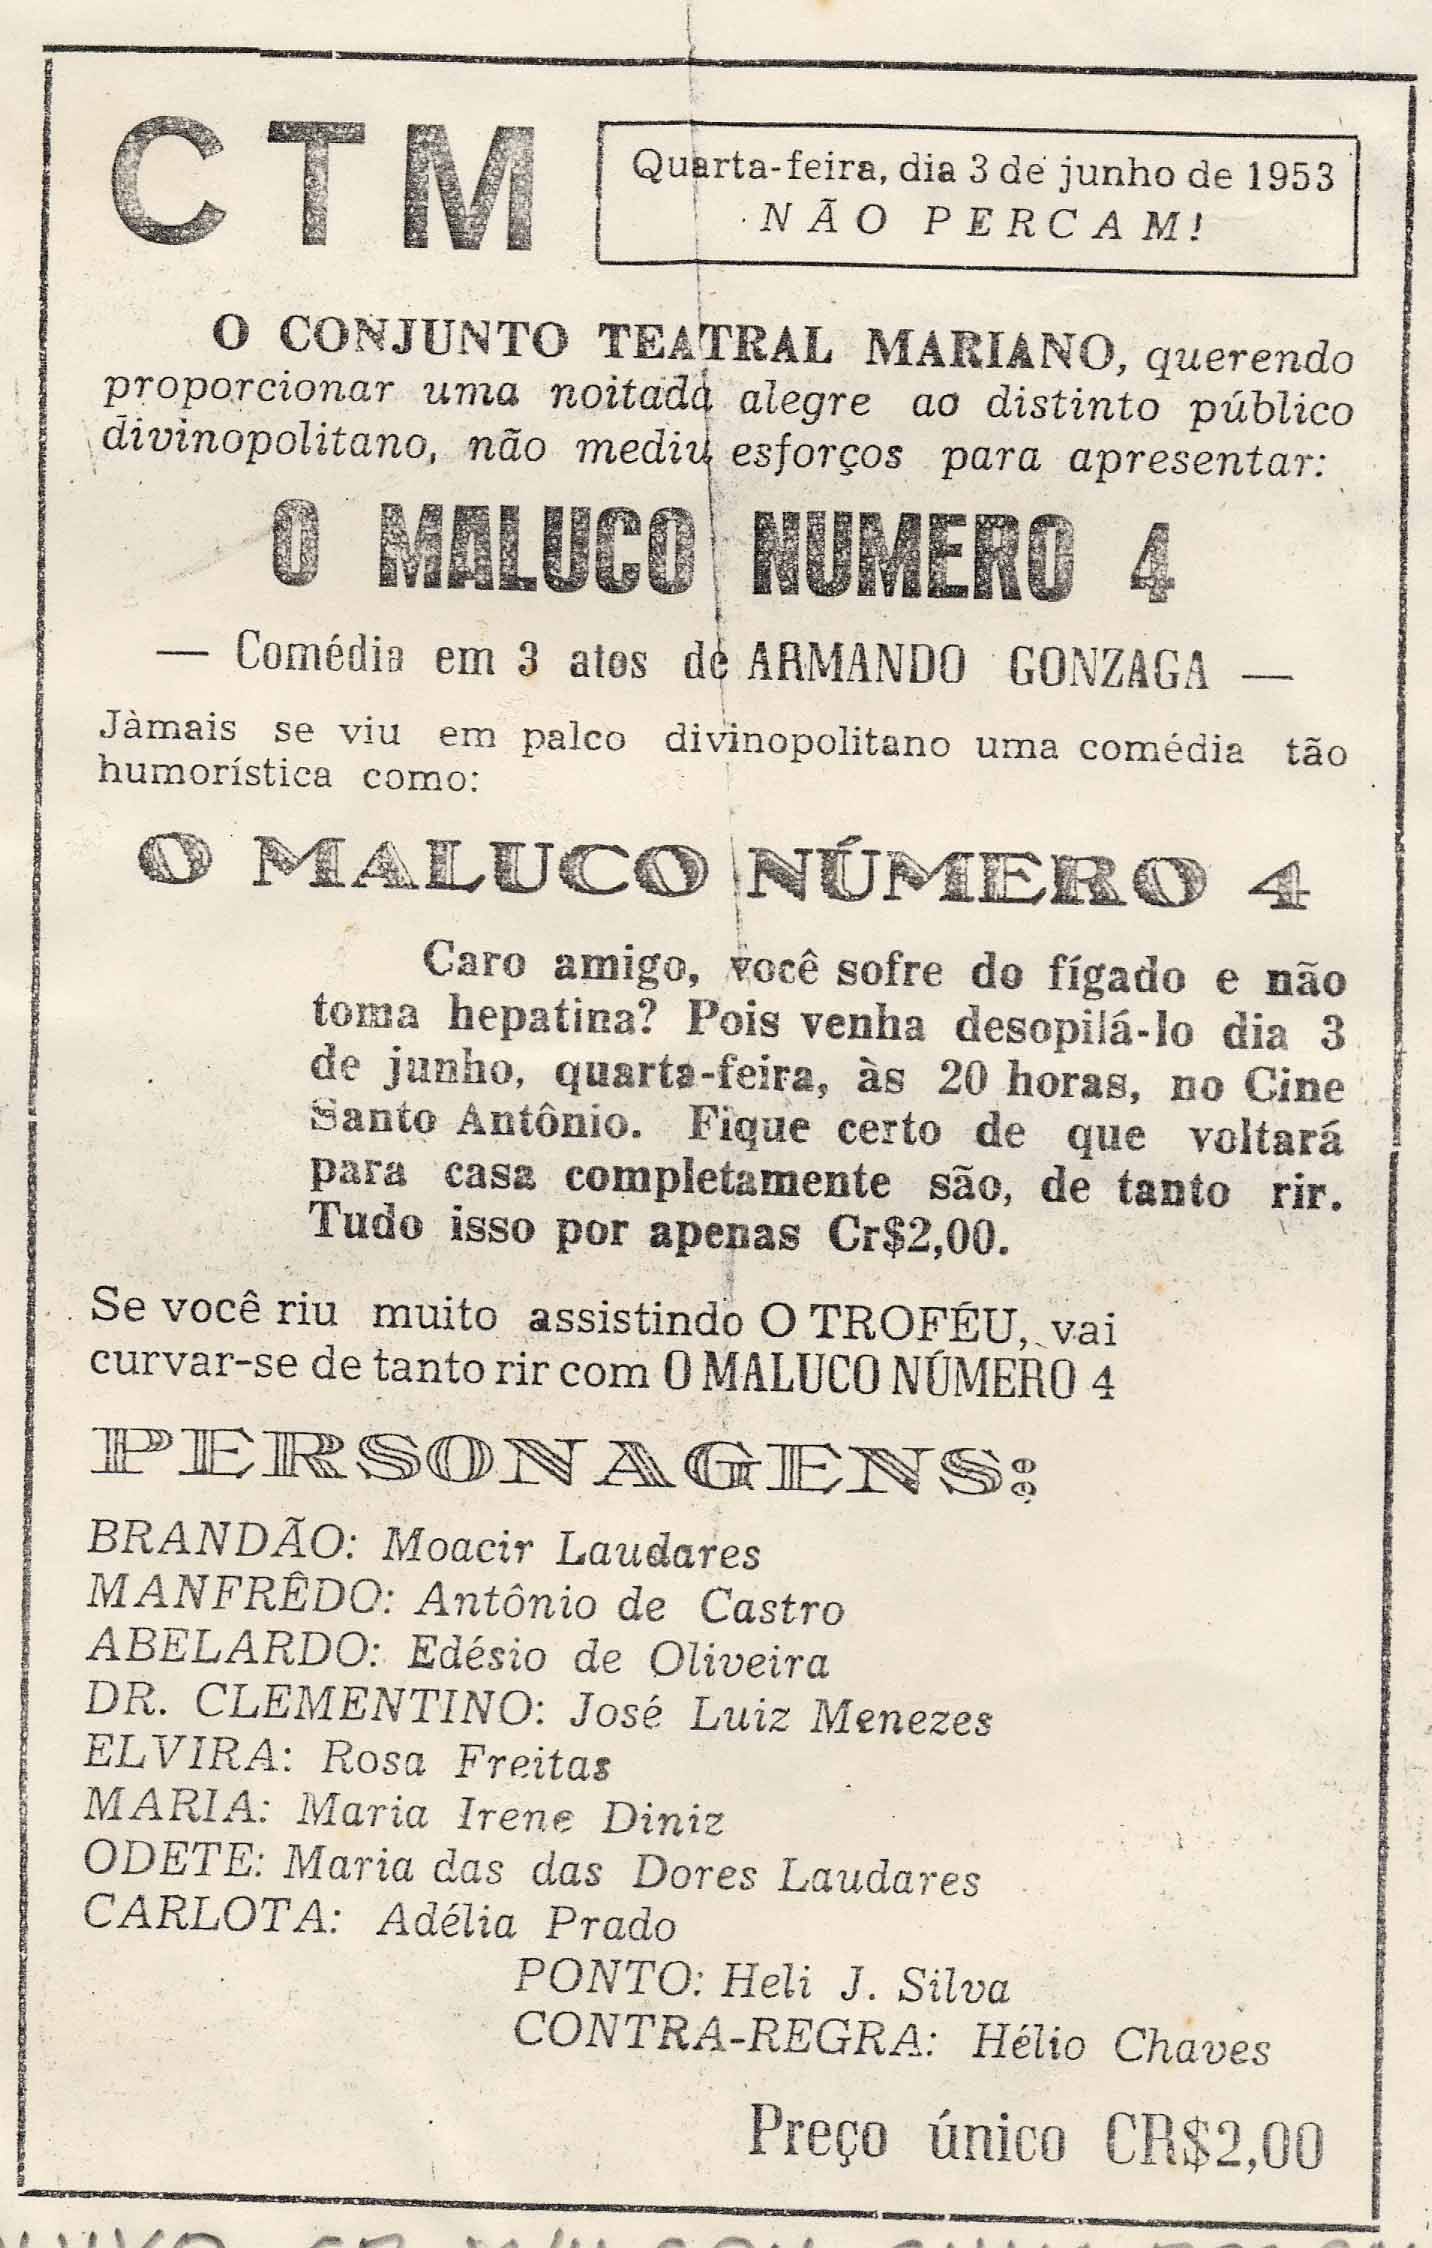 CTM
Quarta-feira, dia 3 de junho de 1953
NÃO PERCAM!
O CONJUNTO TEATRAL MARIANO, querendo
proporcionar uma noitada alegre ao distinto público
divinopolitano, não mediu esforços para apresentar:
O MALUCO NUMERO 4
— Comédia em 3 atos de ARMANDO GONZAGA —
Jàmais se viu em palco divinopolitano uma comédia tão
humorística como:
O MALUCO NÚMERO 4
Caro amigo, você sofre do fígado e não
toma hepatina? Pois venha desopilá-lo dia 3
de junho, quarta-feira, às 20 horas, no Cine
Santo Antônio. Fique certo de que voltará
para casa completamente são, de tanto rir.
Tudo isso por apenas Cr$2,00.
Se você riu muito assistindo O TROFÉU, vai
curvar-se de tanto rir com O MALUCO NÚMERO 4
PERSONAGENS:
BRANDÃO: Moacir Laudares
MANFRÊDO: Antônio de Castro
ABELARDO: Edésio de Oliveira
DR. CLEMENTINO: José Luiz Menezes
ELVIRA: Rosa Freitas
MARIA: Maria Irene Diniz
ODETE: Maria das das Dores Laudares
CARLOTA: Adélia Prado
PONTO: Heli J. Silva
CONTRA-REGRA: Hélio Chaves
Preço único CR$2,00